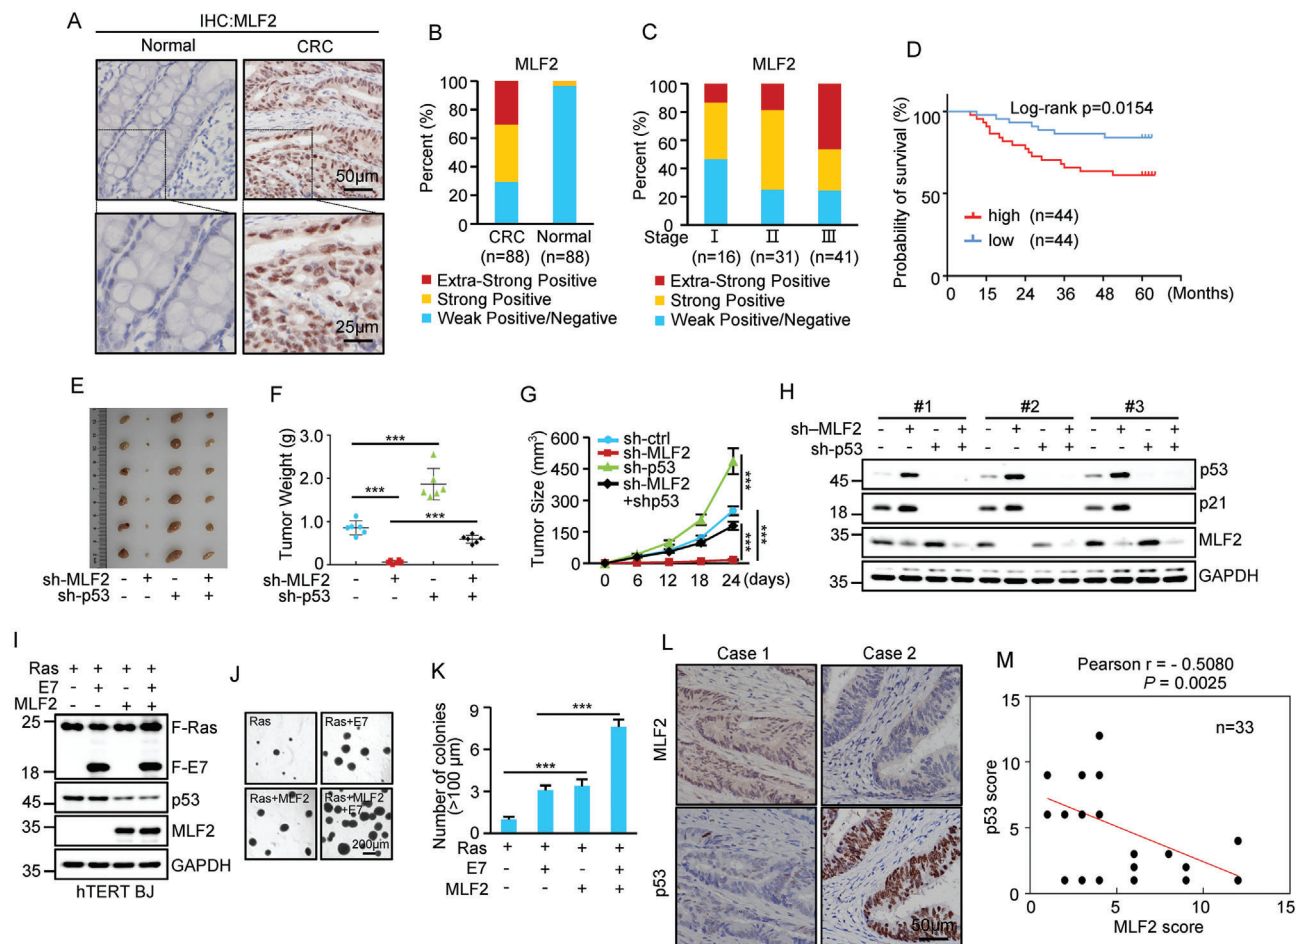 A
IHC:MLF2
Normal
CRC
50μm
25μm
B
MLF2
Percent (%)
100
80
60
40
20
0
CRC
Normal
(n=88)
(n=88)
Extra-Strong Positive
Strong Positive
Weak Positive/Negative
C
MLF2
Percent (%)
100
80
60
40
20
0
Stage
I
II
III
(n=16)
(n=31)
(n=41)
Extra-Strong Positive
Strong Positive
Weak Positive/Negative
D
Probability of survival (%)
Log-rank p=0.0154
100
50
0
high (n=44)
low (n=44)
0 15 24 36 48 60 (Months)
E
sh-MLF2 - + - +
sh-p53 - - + +
F
Tumor Weight (g)
3.0
2.0
1.0
0
***
***
***
sh-MLF2 - + - +
sh-p53 - - + +
G
Tumor Size (mm³)
600
450
300
150
0
sh-ctrl
sh-MLF2
sh-p53
sh-MLF2
+shp53
***
***
***
0 6 12 18 24 (days)
H
#1 #2 #3
sh-MLF2 - + - + - + - + - + - +
sh-p53 - - + + - - + + - - + +
45
p53
18
p21
35
MLF2
35
GAPDH
I
Ras + + + +
E7 - + - +
MLF2 - - + +
25
F-Ras
18
F-E7
45
p53
35
MLF2
35
GAPDH
hTERT BJ
J
Ras
Ras+E7
Ras+MLF2
Ras+MLF2
+E7
200μm
K
Number of colonies
(>100 μm)
9
6
3
0
***
***
Ras + + + +
E7 - + - +
MLF2 - - + +
L
Case 1
Case 2
MLF2
p53
50μm
M
Pearson r = - 0.5080
P = 0.0025
n=33
p53 score
15
10
5
0
0 5 10 15
MLF2 score